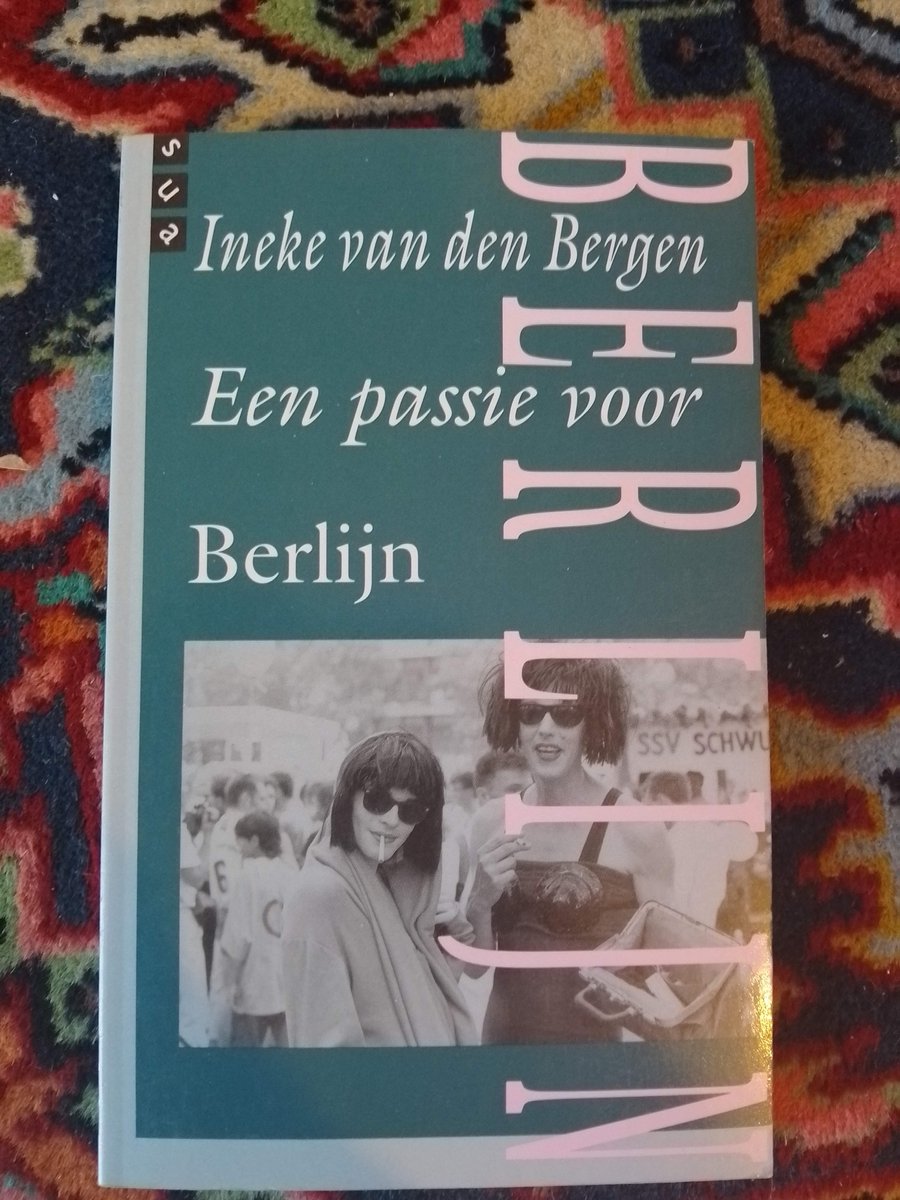 sua
Ineke van den Bergen
Een passie voor
Berlijn
BERLIJN
SSV SCHWU